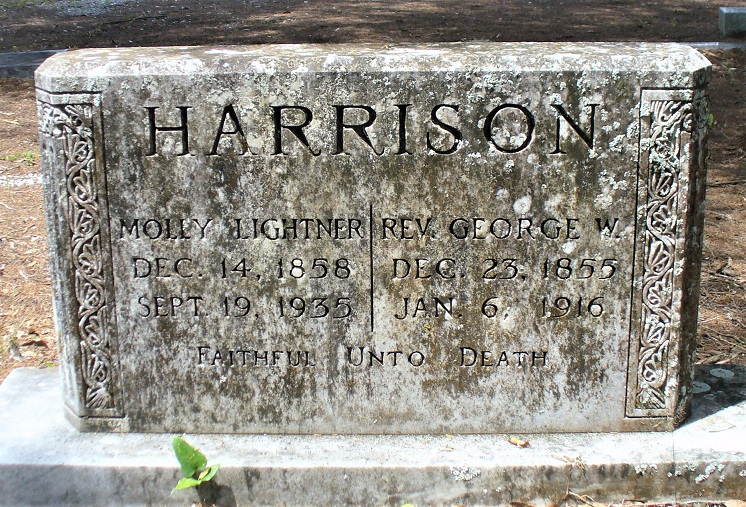 HARRISON
MOLLY LIGHTNER
DEC. 14, 1858
SEPT. 19, 1935
REV. GEORGE W.
DEC. 23, 1855
JAN. 6, 1916
FAITHFUL UNTO DEATH